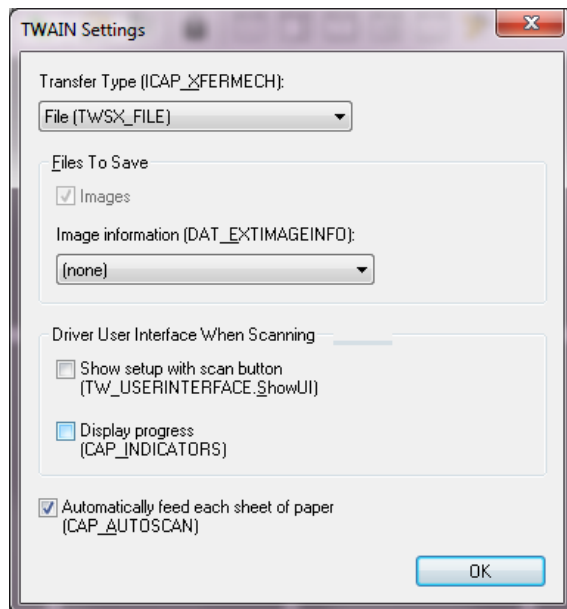 TWAIN Settings
Transfer Type (ICAP_XFERMECH):
File (TWSX_FILE)
Files To Save
Images
Image information (DAT_EXTIMAGEINFO):
(none)
Driver User Interface When Scanning
Show setup with scan button
(TW_USERINTERFACE.ShowUI)
Display progress
(CAP_INDICATORS)
Automatically feed each sheet of paper
(CAP_AUTOSCAN)
OK